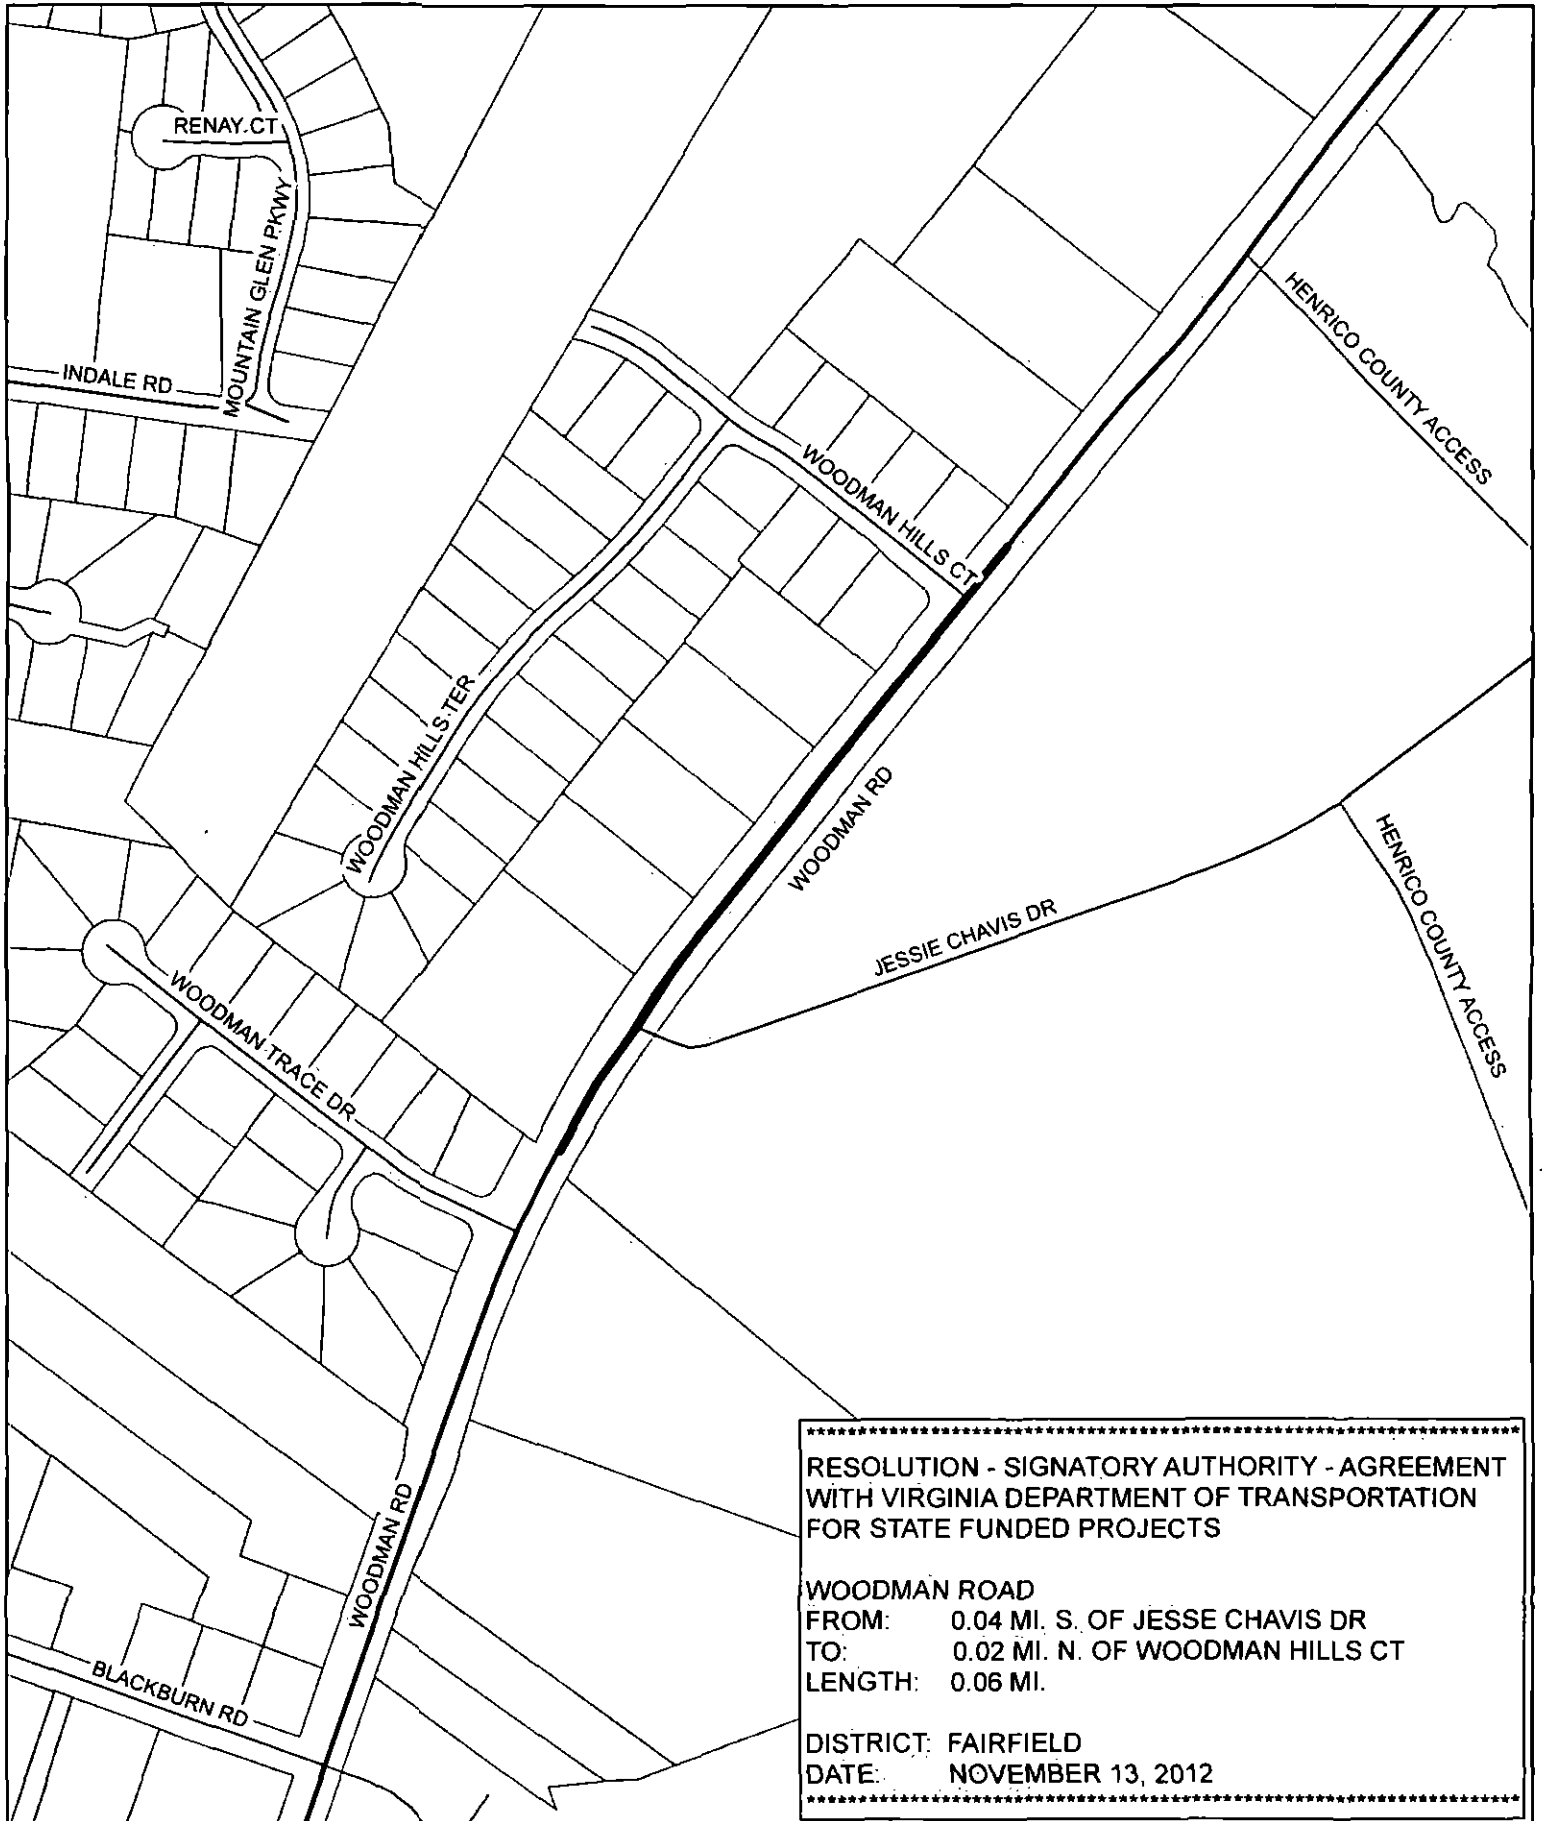 RENAY CT
MOUNTAIN GLEN PKWY
INDALE RD
HENRICO COUNTY ACCESS
WOODMAN HILLS CT
WOODMAN HILLS TER
WOODMAN RD
JESSIE CHAVIS DR
HENRICO COUNTY ACCESS
WOODMAN TRACE DR
WOODMAN RD
BLACKBURN RD
********************************************************************************
RESOLUTION - SIGNATORY AUTHORITY - AGREEMENT
WITH VIRGINIA DEPARTMENT OF TRANSPORTATION
FOR STATE FUNDED PROJECTS
WOODMAN ROAD
FROM: 0.04 MI. S. OF JESSE CHAVIS DR
TO: 0.02 MI. N. OF WOODMAN HILLS CT
LENGTH: 0.06 MI.
DISTRICT: FAIRFIELD
DATE: NOVEMBER 13, 2012
********************************************************************************